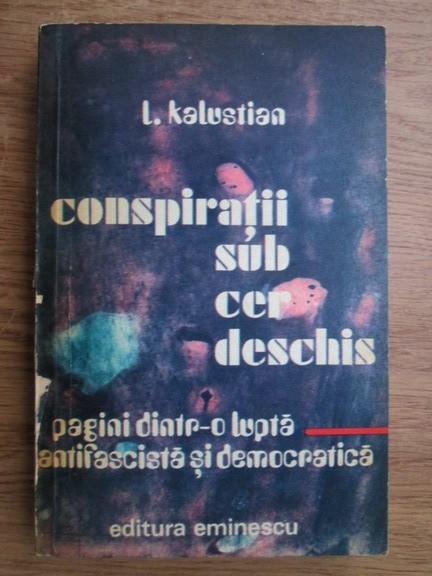 l. kalustian
conspirații
sub
cer
deschis
pagini dintr-o luptă
antifascistă și democratică
editura eminescu